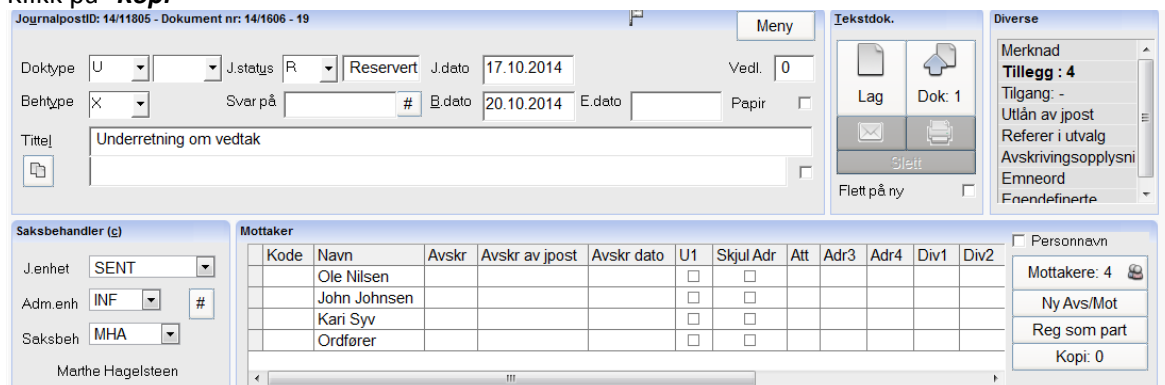 Klikk på "kopi"
JournalpostID: 14/11805 - Dokument nr: 14/1606 - 19
Meny
Doktype U J.status R Reservert J.dato 17.10.2014 Vedl. 0
Behtype X Svar på # B.dato 20.10.2014 E.dato Papir
Tittel Underretning om vedtak
Tekstdok.
Lag Dok: 1
Slett
Flett på ny
Diverse
Merknad
Tillegg : 4
Tilgang: -
Utlån av jpost
Referer i utvalg
Avskrivingsopplysni
Emneord
Egendefinerte
Saksbehandler (c)
J.enhet SENT
Adm.enh INF #
Saksbeh MHA
Marthe Hagelsteen
Mottaker
Kode Navn Avskr Avskr av jpost Avskr dato U1 Skjul Adr Att Adr3 Adr4 Div1 Div2
Ole Nilsen
John Johnsen
Kari Syv
Ordfører
Personnavn
Mottakere: 4
Ny Avs/Mot
Reg som part
Kopi: 0